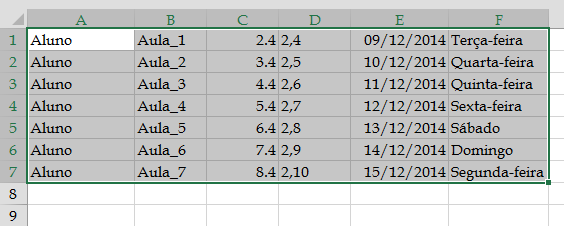 A B C D E F
1 Aluno Aula_1 2.4 2,4 09/12/2014 Terça-feira
2 Aluno Aula_2 3.4 2,5 10/12/2014 Quarta-feira
3 Aluno Aula_3 4.4 2,6 11/12/2014 Quinta-feira
4 Aluno Aula_4 5.4 2,7 12/12/2014 Sexta-feira
5 Aluno Aula_5 6.4 2,8 13/12/2014 Sábado
6 Aluno Aula_6 7.4 2,9 14/12/2014 Domingo
7 Aluno Aula_7 8.4 2,10 15/12/2014 Segunda-feira
8
9